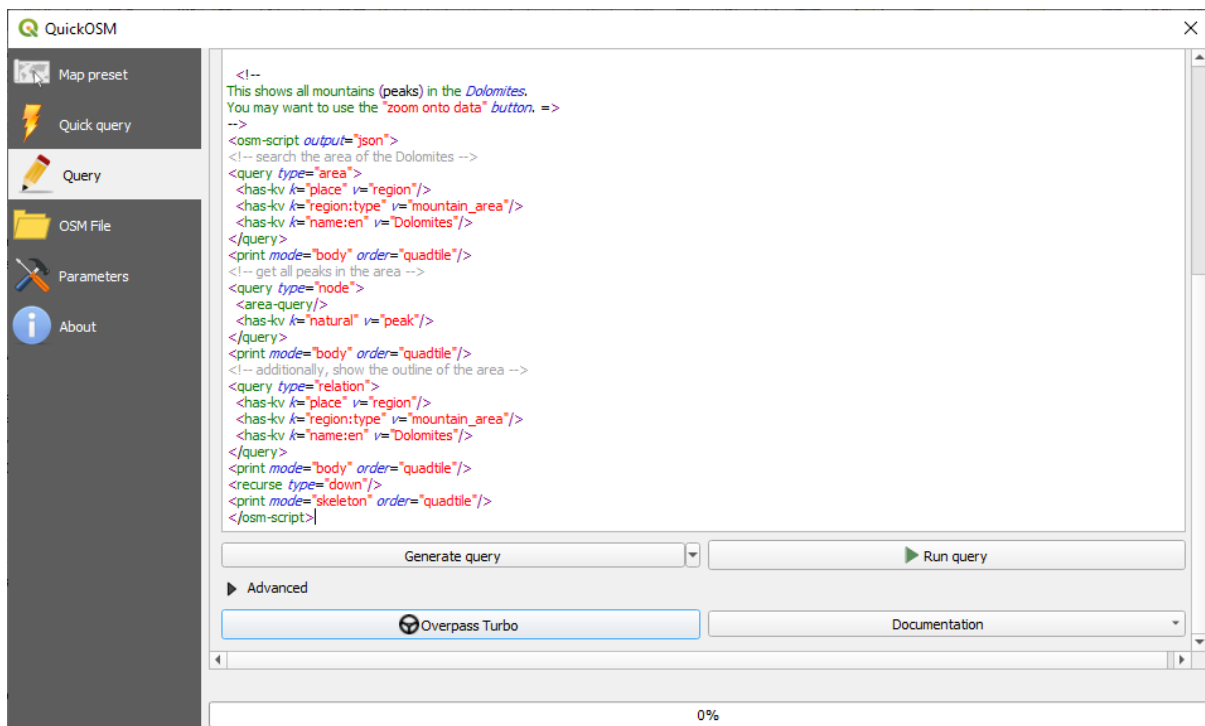 QuickOSM
Map preset
Quick query
Query
OSM File
Parameters
About
<!--
This shows all mountains (peaks) in the Dolomites.
You may want to use the "zoom onto data" button. =>
-->
<osm-script output="json">
<!-- search the area of the Dolomites -->
<query type="area">
<has-kv k="place" v="region"/>
<has-kv k="region:type" v="mountain_area"/>
<has-kv k="name:en" v="Dolomites"/>
</query>
<print mode="body" order="quadtile"/>
<!-- get all peaks in the area -->
<query type="node">
<area-query/>
<has-kv k="natural" v="peak"/>
</query>
<print mode="body" order="quadtile"/>
<!-- additionally, show the outline of the area -->
<query type="relation">
<has-kv k="place" v="region"/>
<has-kv k="region:type" v="mountain_area"/>
<has-kv k="name:en" v="Dolomites"/>
</query>
<print mode="body" order="quadtile"/>
<recurse type="down"/>
<print mode="skeleton" order="quadtile"/>
</osm-script>
Generate query
Run query
Advanced
Overpass Turbo
Documentation
0%